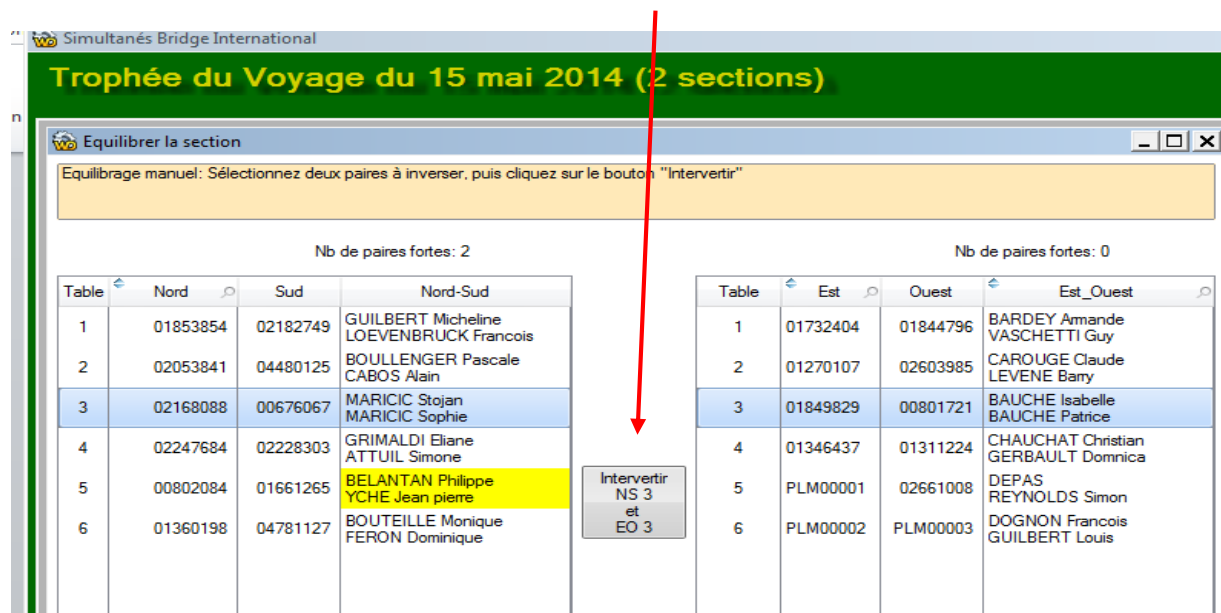 Simultanés Bridge International
Trophée du Voyage du 15 mai 2014 (2 sections)
n
Equilibrer la section
Equilibrage manuel: Sélectionnez deux paires à inverser, puis cliquez sur le bouton "Intervertir"
Nb de paires fortes: 2
Nb de paires fortes: 0
Table Nord Sud Nord-Sud
1 01853854 02182749 GUILBERT Micheline
LOEVENBRUCK Francois
2 02053841 04480125 BOULLENGER Pascale
CABOS Alain
3 02168088 00676067 MARICIC Stojan
MARICIC Sophie
4 02247684 02228303 GRIMALDI Eliane
ATTUIL Simone
5 00802084 01661265 BELANTAN Philippe
YCHE Jean pierre
6 01360198 04781127 BOUTEILLE Monique
FERON Dominique
Intervertir
NS 3
et
EO 3
Table Est Ouest Est_Ouest
1 01732404 01844796 BARDEY Armande
VASCHETTI Guy
2 01270107 02603985 CAROUGE Claude
LEVENE Barry
3 01849829 00801721 BAUCHE Isabelle
BAUCHE Patrice
4 01346437 01311224 CHAUCHAT Christian
GERBAULT Domnica
5 PLM00001 02661008 DEPAS
REYNOLDS Simon
6 PLM00002 PLM00003 DOGNON Francois
GUILBERT Louis